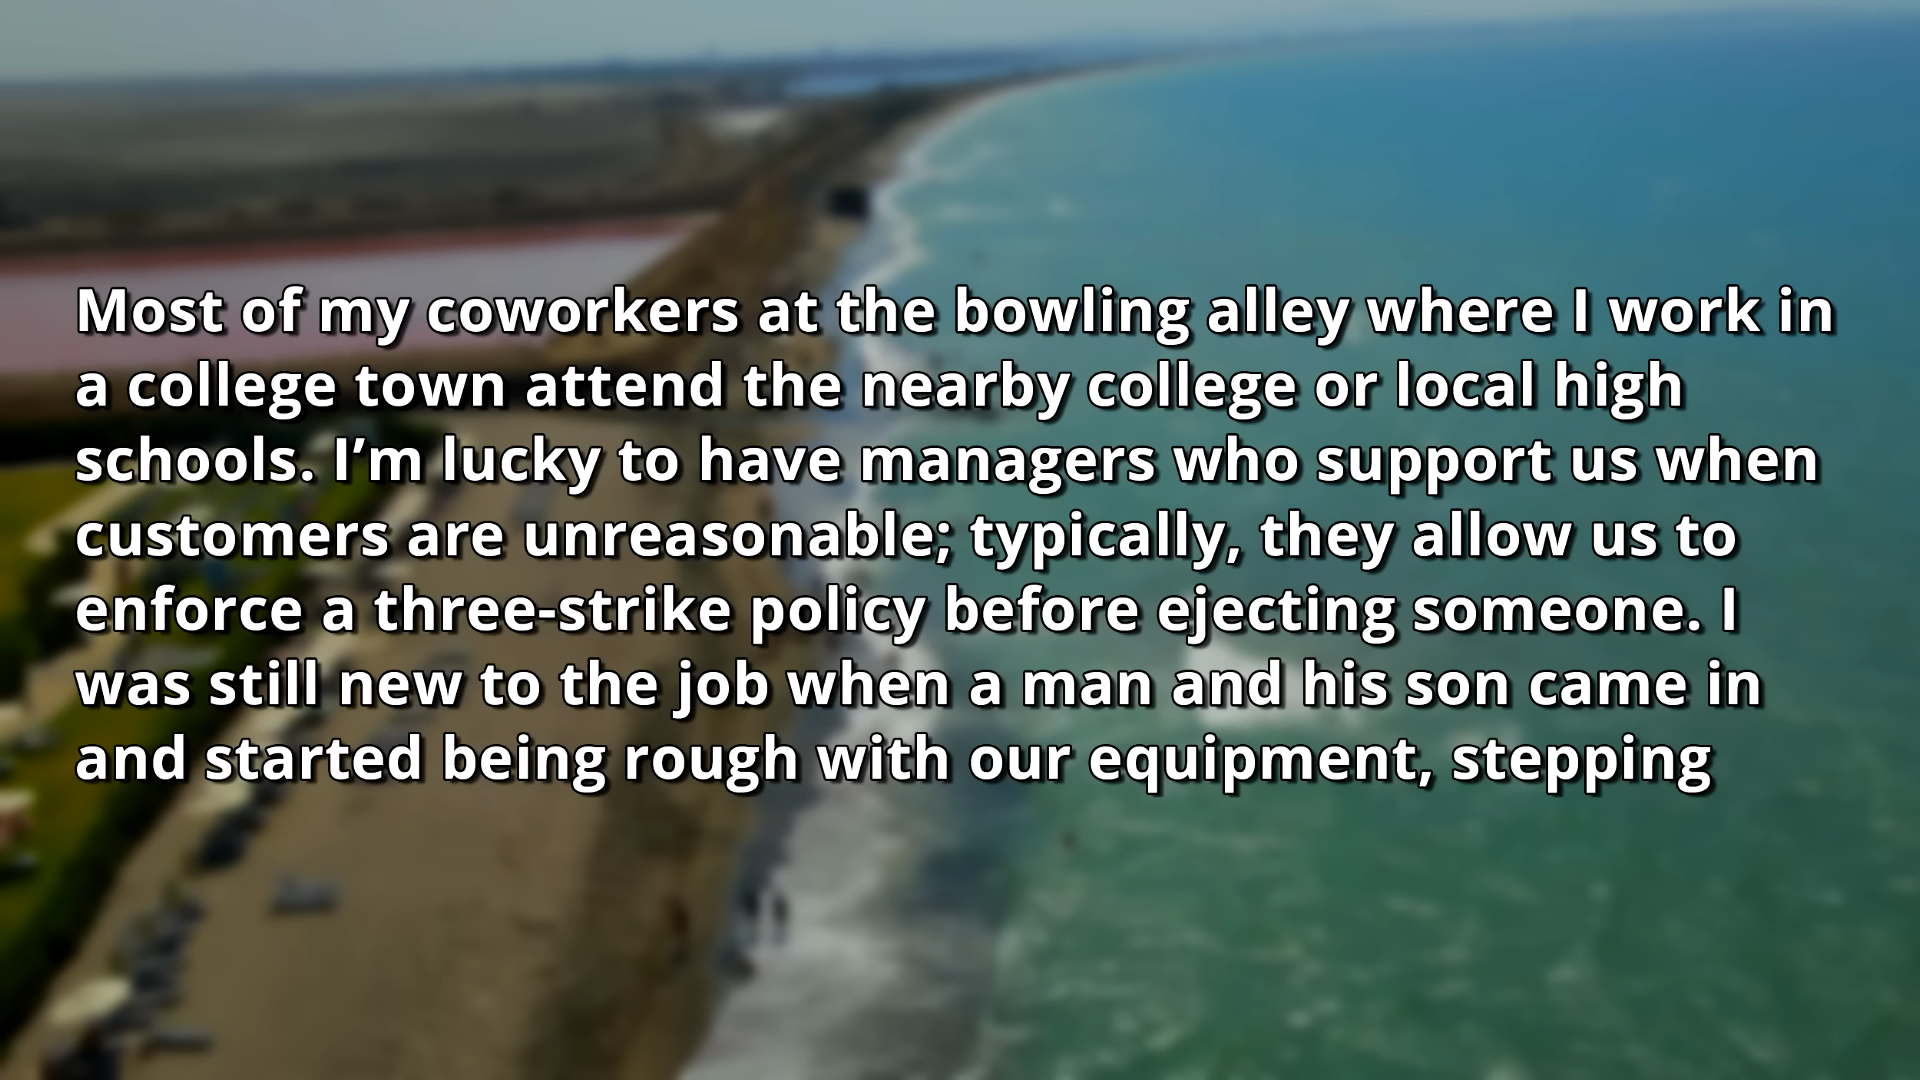 Most of my coworkers at the bowling alley where I work in
a college town attend the nearby college or local high
schools. I’m lucky to have managers who support us when
customers are unreasonable; typically, they allow us to
enforce a three-strike policy before ejecting someone. I
was still new to the job when a man and his son came in
and started being rough with our equipment, stepping